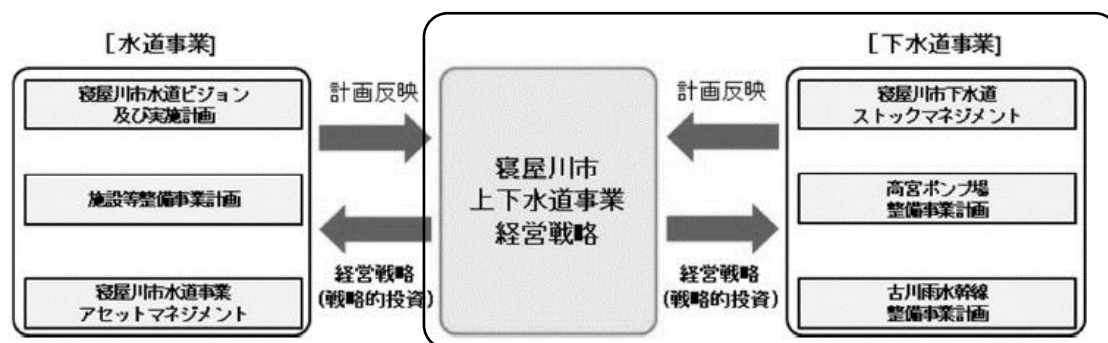 [水道事業]
寝屋川市水道ビジョン
及び実施計画
施設等整備事業計画
寝屋川市水道事業
アセットマネジメント
計画反映
経営戦略
(戦略的投資)
寝屋川市
上下水道事業
経営戦略
計画反映
経営戦略
(戦略的投資)
[下水道事業]
寝屋川市下水道
ストックマネジメント
高宮ポンプ場
整備事業計画
古川雨水幹線
整備事業計画